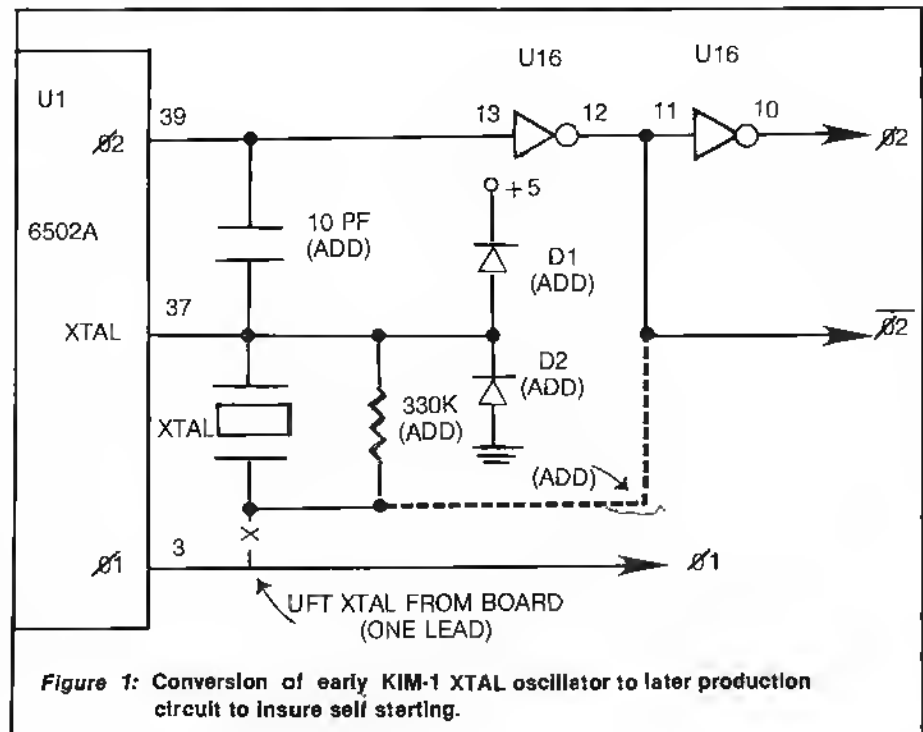 U16 U16
U1
39 13 12 11 10
Ø2 Ø2
+5
6502A
10 PF
(ADD)
D1
(ADD)
37
XTAL Ø2
D2
(ADD)
330K
(ADD)
XTAL
(ADD)
X
3
Ø1 Ø1
UFT XTAL FROM BOARD
(ONE LEAD)
Figure 1: Conversion of early KIM-1 XTAL oscillator to later production
circuit to insure self sterting.